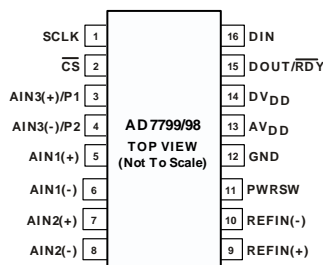 SCLK 1
CS 2
AIN3(+)/P1 3
AIN3(-)/P2 4
AIN1(+) 5
AIN1(-) 6
AIN2(+) 7
AIN2(-) 8
AD7799/98
TOP VIEW
(Not To Scale)
16 DIN
15 DOUT/RDY
14 DVDD
13 AVDD
12 GND
11 PWRSW
10 REFIN(-)
9 REFIN(+)